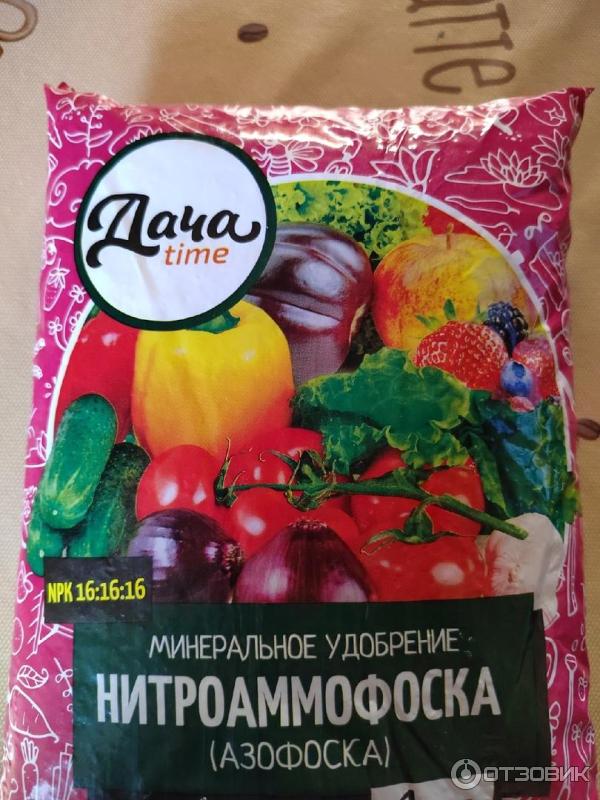 Дача
time
NPK 16:16:16
МИНЕРАЛЬНОЕ УДОБРЕНИЕ
НИТРОАММОФОСКА
(АЗОФОСКА)
ОТЗОВИК